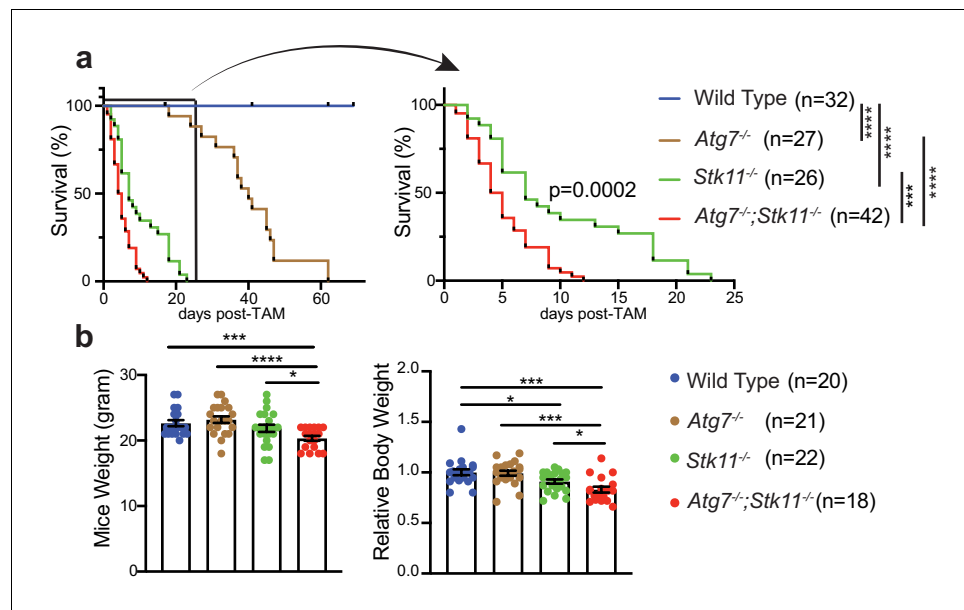 a
Survival (%)
100
50
0
0 20 40 60
days post-TAM
Survival (%)
100
50
0
p=0.0002
0 5 10 15 20 25
days post-TAM
Wild Type (n=32)
Atg7-/- (n=27)
Stk11-/- (n=26)
Atg7-/-;Stk11-/- (n=42)
****
****
***
****
b
Mice Weight (gram)
30
20
10
0
***
****
*
Relative Body Weight
2.0
1.5
1.0
0.5
0.0
***
*
***
*
Wild Type (n=20)
Atg7-/- (n=21)
Stk11-/- (n=22)
Atg7-/-;Stk11-/- (n=18)